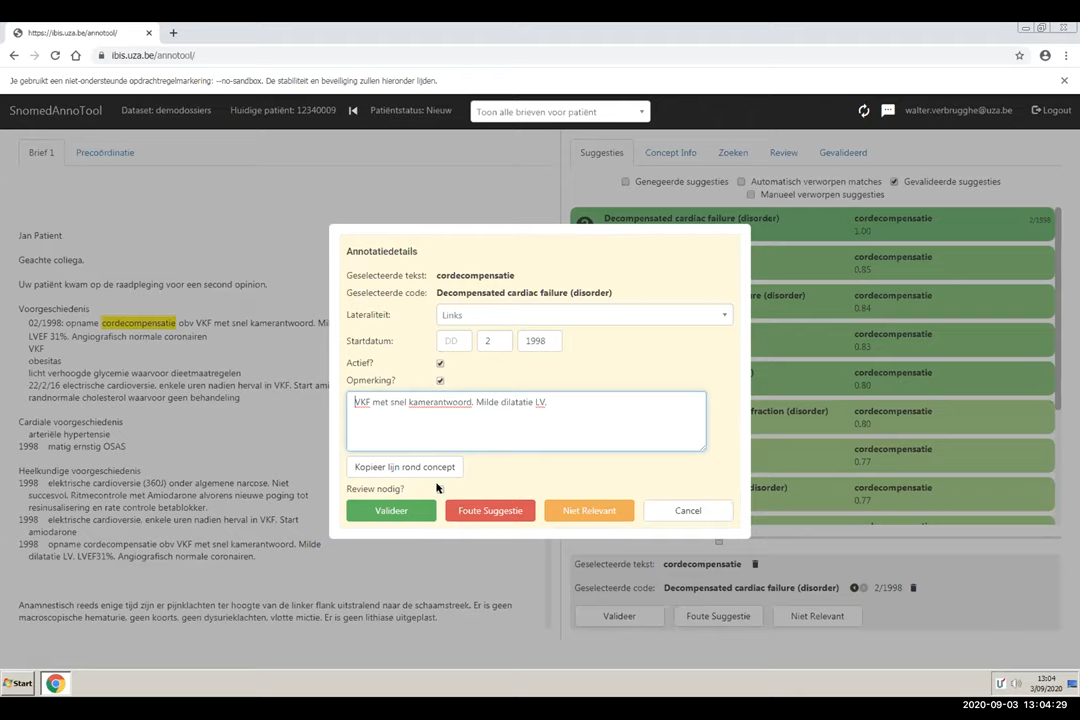 https://ibis.uza.be/annotool/
ibis.uza.be/annotool/
Je gebruikt een niet-ondersteunde opdrachtregelmarkering: --no-sandbox. De stabiliteit en beveiliging zullen hieronder lijden.
SnomedAnnoTool Dataset: demodossiers Huidige patiënt: 12340009 Patiëntstatus: Nieuw Toon alle brieven voor patiënt walter.verbrugghe@uza.be Logout
Brief 1 Precoördinatie
Jan Patient
Geachte collega,
Uw patiënt kwam op de raadpleging voor een second opinion.
Voorgeschiedenis
02/1998: opname cordecompensatie obv VKF met snel kamerantwoord. Mil
LVEF 31%. Angiografisch normale coronairen
VKF
obesitas
licht verhoogde glycemie waarvoor dieetmaatregelen
22/2/16 electrische cardioversie, enkele uren nadien herval in VKF. Start ami
randnormale cholesterol waarvoor geen behandeling
Cardiale voorgeschiedenis
arteriële hypertensie
1998 matig ernstig OSAS
Heelkundige voorgeschiedenis
1998 elektrische cardioversie (360J) onder algemene narcose. Niet
succesvol. Ritmecontrole met Amiodarone alvorens nieuwe poging tot
resinusalisering en rate controle betablokker.
1998 electrische cardioversie. enkele uren nadien herval in VKF. Start
amiodarone
1998 opname cordecompensatie obv VKF met snel kamerantwoord. Milde
dilatatie LV. LVEF31%. Angiografisch normale coronairen.
Anamnestisch reeds enige tijd zijn er pijnklachten ter hoogte van de linker flank uitstralend naar de schaamstreek. Er is geen
macroscopische hematurie, geen koorts, geen dysurieklachten, vlotte mictie. Er is geen lithiase uitgeplast.
Annotatiedetails
Geselecteerde tekst: cordecompensatie
Geselecteerde code: Decompensated cardiac failure (disorder)
Lateraliteit: Links
Startdatum: DD 2 1998
Actief?
Opmerking?
VKF met snel kamerantwoord. Milde dilatatie LV.
Kopieer lijn rond concept
Review nodig?
Valideer Foute Suggestie Niet Relevant Cancel
Suggesties Concept Info Zoeken Review Gevalideerd
Genegeerde suggesties Automatisch verworpen matches Gevalideerde suggesties
Manueel verworpen suggesties
Decompensated cardiac failure (disorder) cordecompensatie 2/1998
1.00
cordecompensatie
0.85
re (disorder) cordecompensatie
0.84
cordecompensatie
0.83
) cordecompensatie
0.80
fraction (disorder) cordecompensatie
0.80
cordecompensatie
0.77
disorder) cordecompensatie
0.77
Geselecteerde tekst: cordecompensatie
Geselecteerde code: Decompensated cardiac failure (disorder) 2/1998
Valideer Foute Suggestie Niet Relevant
Start
13:04
3/09/2020
2020-09-03 13:04:29